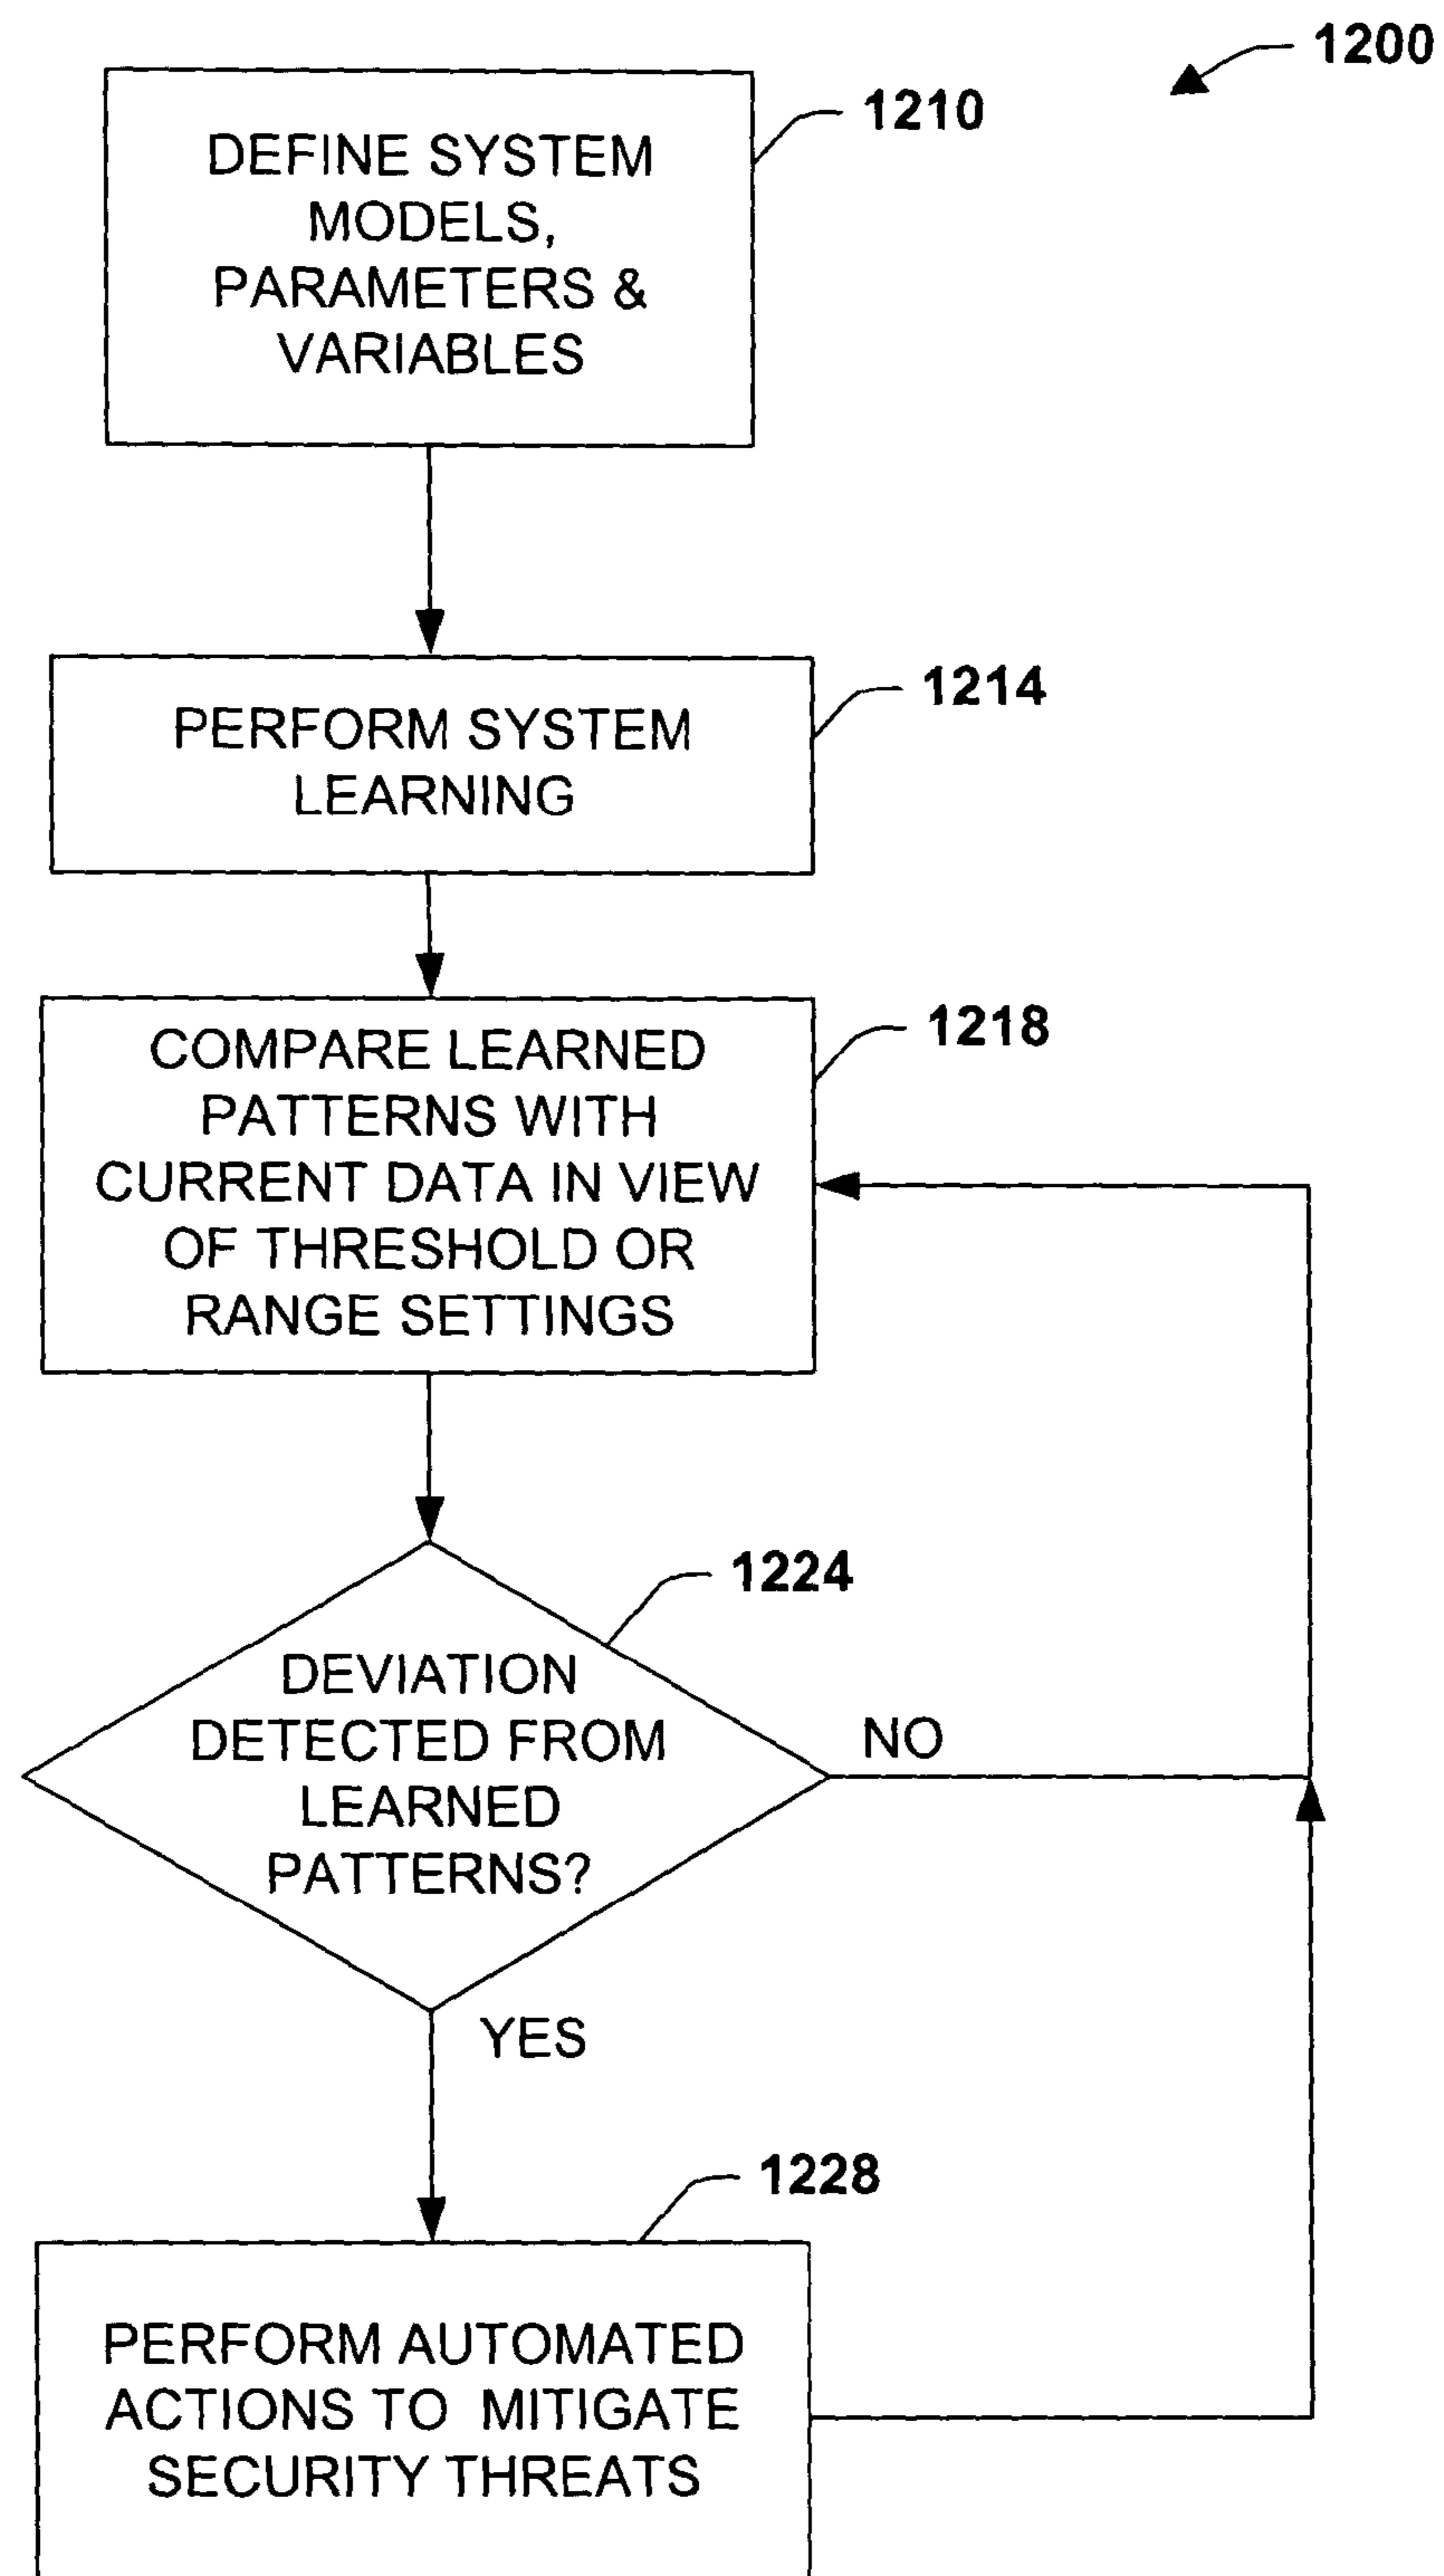 1200
1210
DEFINE SYSTEM
MODELS,
PARAMETERS &
VARIABLES
1214
PERFORM SYSTEM
LEARNING
1218
COMPARE LEARNED
PATTERNS WITH
CURRENT DATA IN VIEW
OF THRESHOLD OR
RANGE SETTINGS
1224
DEVIATION
DETECTED FROM
LEARNED
PATTERNS?
NO
YES
1228
PERFORM AUTOMATED
ACTIONS TO MITIGATE
SECURITY THREATS